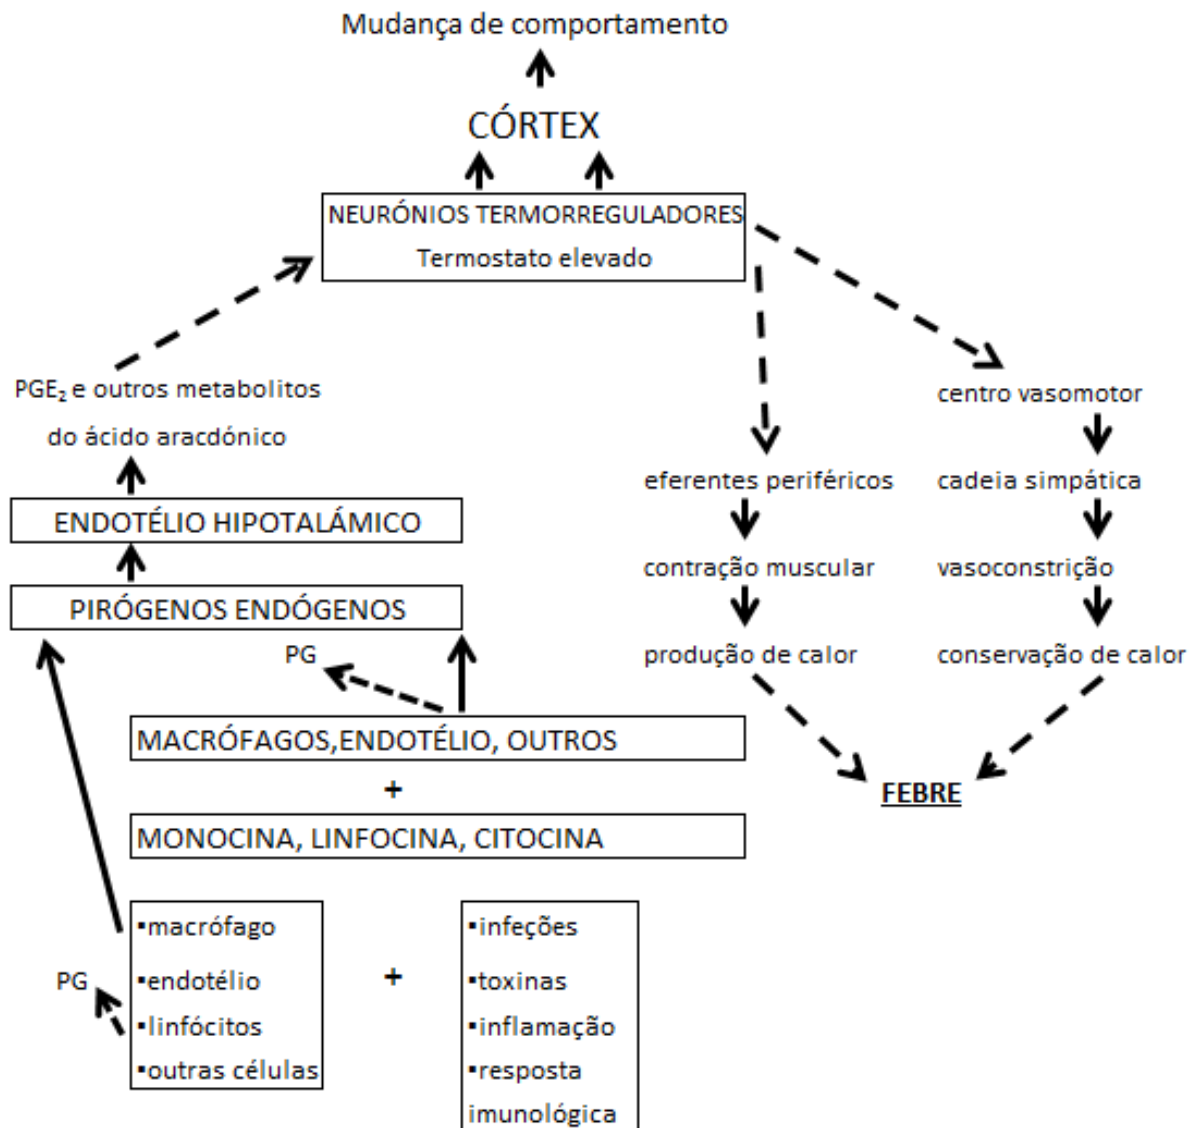 Mudança de comportamento
CÓRTEX
NEURÓNIOS TERMORREGULADORES
Termostato elevado
PGE₂ e outros metabolitos
do ácido aracdónico
ENDOTÉLIO HIPOTALÁMICO
PIRÓGENOS ENDÓGENOS
PG
MACRÓFAGOS,ENDOTÉLIO, OUTROS
+
MONOCINA, LINFOCINA, CITOCINA
▪macrófago
▪endotélio
▪linfócitos
▪outras células
PG
+
▪infeções
▪toxinas
▪inflamação
▪resposta
imunológica
eferentes periféricos
contração muscular
produção de calor
centro vasomotor
cadeia simpática
vasoconstrição
conservação de calor
FEBRE